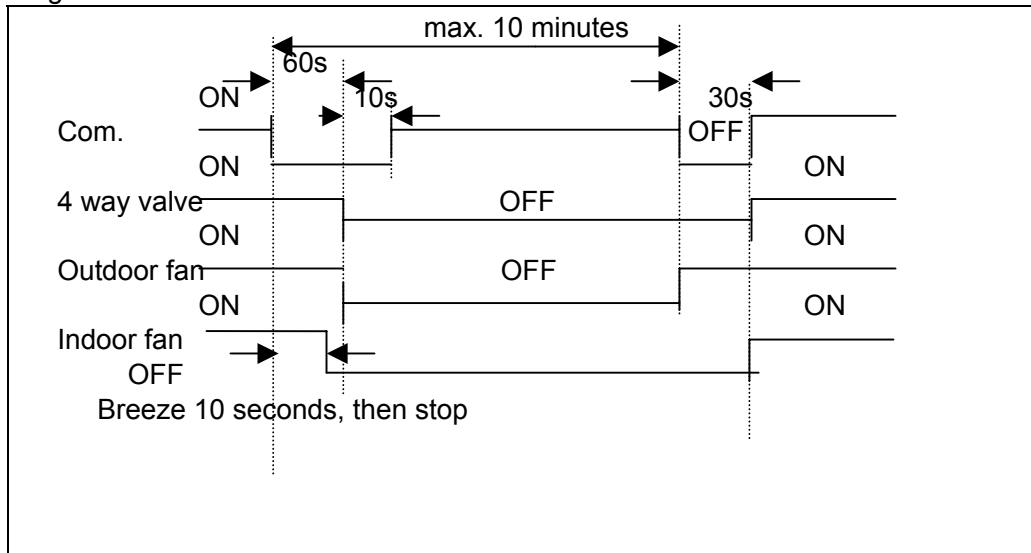 max. 10 minutes
60s
ON 10s 30s
Com. OFF
ON ON
4 way valve OFF
ON ON
Outdoor fan OFF
ON ON
Indoor fan
OFF
Breeze 10 seconds, then stop